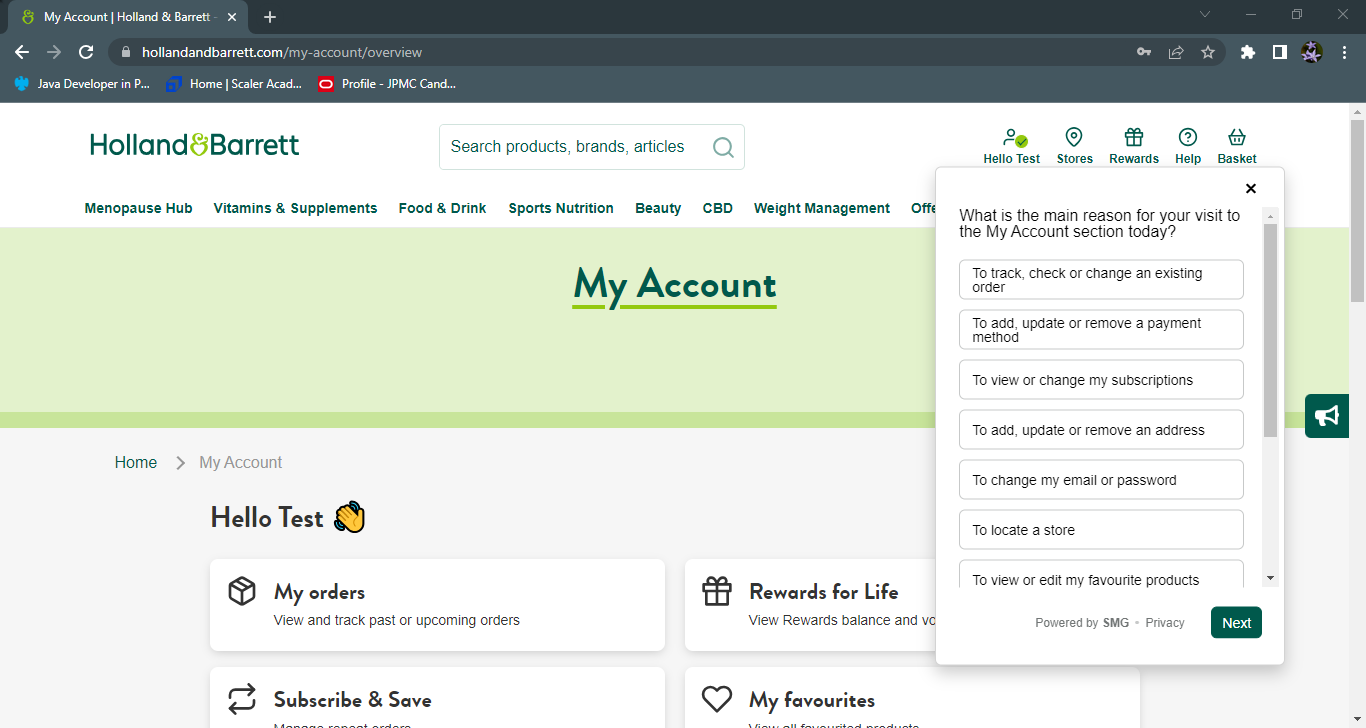 My Account | Holland & Barrett -
hollandandbarrett.com/my-account/overview
Java Developer in P...
Home | Scaler Acad...
Profile - JPMC Cand...
Holland&Barrett
Search products, brands, articles
Hello Test
Stores
Rewards
Help
Basket
Menopause Hub
Vitamins & Supplements
Food & Drink
Sports Nutrition
Beauty
CBD
Weight Management
Offe
My Account
Home
My Account
Hello Test
My orders
View and track past or upcoming orders
Rewards for Life
View Rewards balance and vo
Subscribe & Save
Manage repeat orders
My favourites
View all favourited products
What is the main reason for your visit to
the My Account section today?
To track, check or change an existing
order
To add, update or remove a payment
method
To view or change my subscriptions
To add, update or remove an address
To change my email or password
To locate a store
To view or edit my favourite products
Powered by SMG • Privacy
Next